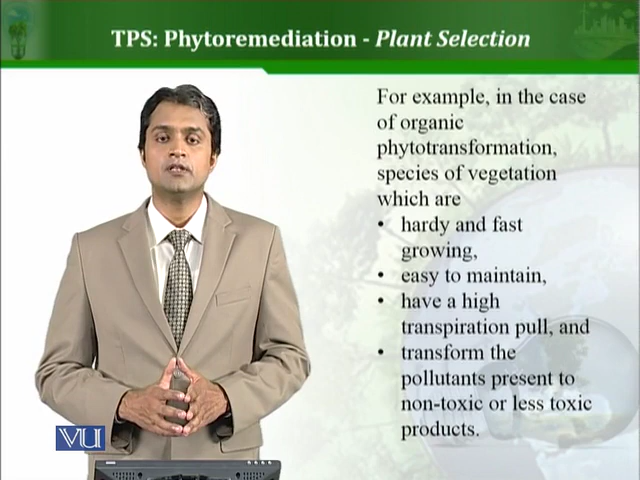 TPS: Phytoremediation - Plant Selection
For example, in the case
of organic
phytotransformation,
species of vegetation
which are
• hardy and fast
growing,
• easy to maintain,
• have a high
transpiration pull, and
• transform the
pollutants present to
non-toxic or less toxic
products.
VU